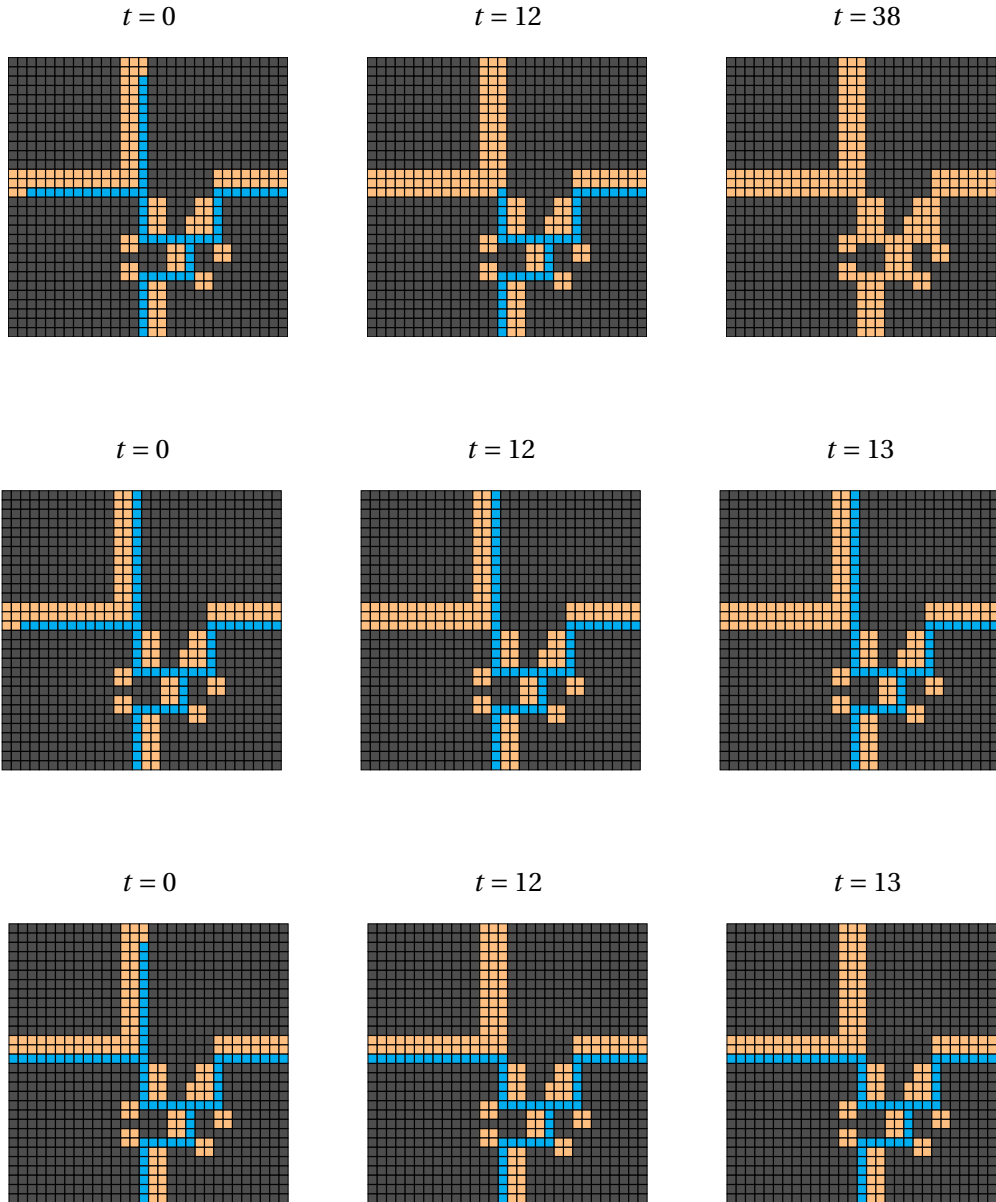 t = 0 t = 12 t = 38
t = 0 t = 12 t = 13
t = 0 t = 12 t = 13